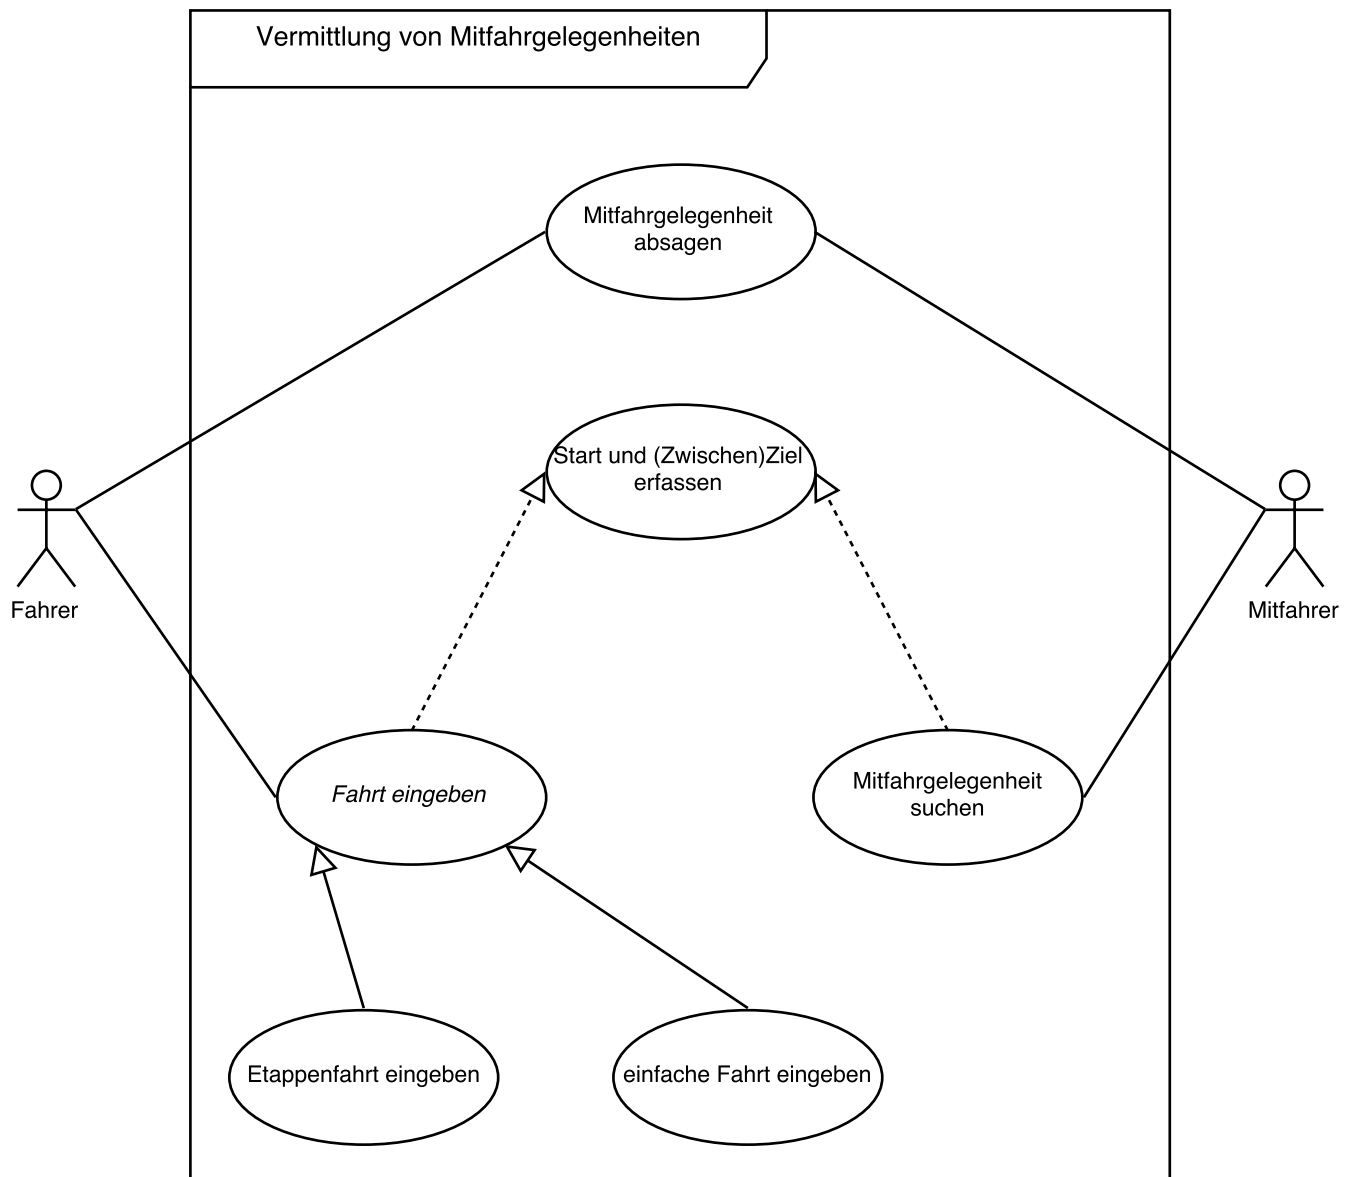 Vermittlung von Mitfahrgelegenheiten
Mitfahrgelegenheit
absagen
Start und (Zwischen)Ziel
erfassen
Fahrer
Mitfahrer
Fahrt eingeben
Mitfahrgelegenheit
suchen
Etappenfahrt eingeben
einfache Fahrt eingeben